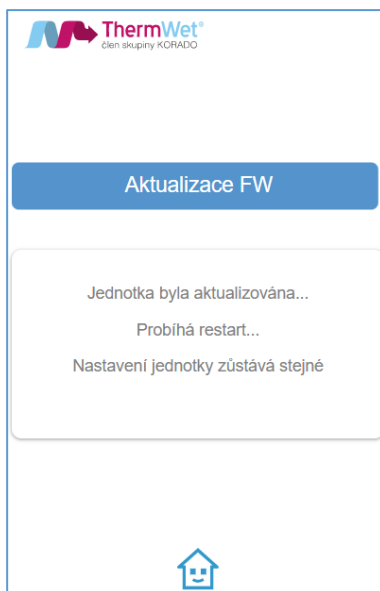 ThermWet®
člen skupiny KORADO
Aktualizace FW
Jednotka byla aktualizována...
Probíhá restart...
Nastavení jednotky zůstává stejné